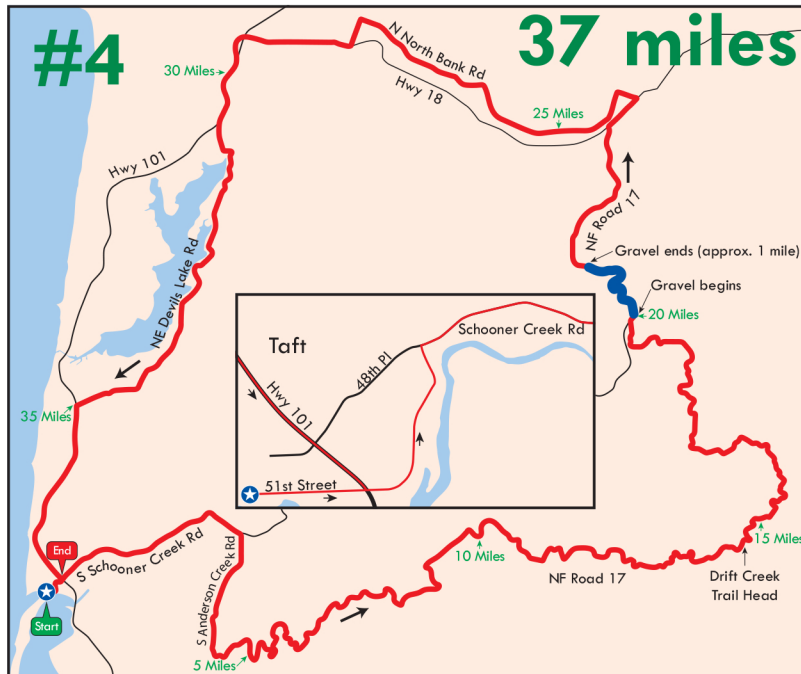 #4
37 miles
N North Bank Rd
30 Miles
Hwy 18
25 Miles
Hwy 101
NF Road 17
Gravel ends (approx. 1 mile)
Gravel begins
20 Miles
NE Devils Lake Rd
Taft
Schooner Creek Rd
48th Pl
Hwy 101
51st Street
35 Miles
End
S Schooner Creek Rd
Start
S Anderson Creek Rd
5 Miles
10 Miles
NF Road 17
15 Miles
Drift Creek
Trail Head